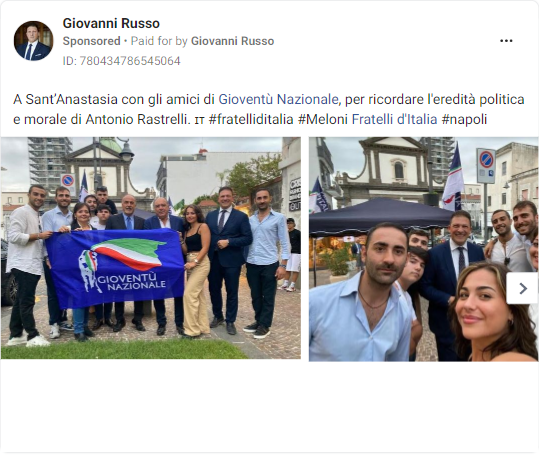 Giovanni Russo
Sponsored • Paid for by Giovanni Russo
ID: 780434786545064
A Sant’Anastasia con gli amici di Gioventù Nazionale, per ricordare l'eredità politica
e morale di Antonio Rastrelli. ɪᴛ #fratelliditalia #Meloni Fratelli d'Italia #napoli
GIOVENTÙ
NAZIONALE